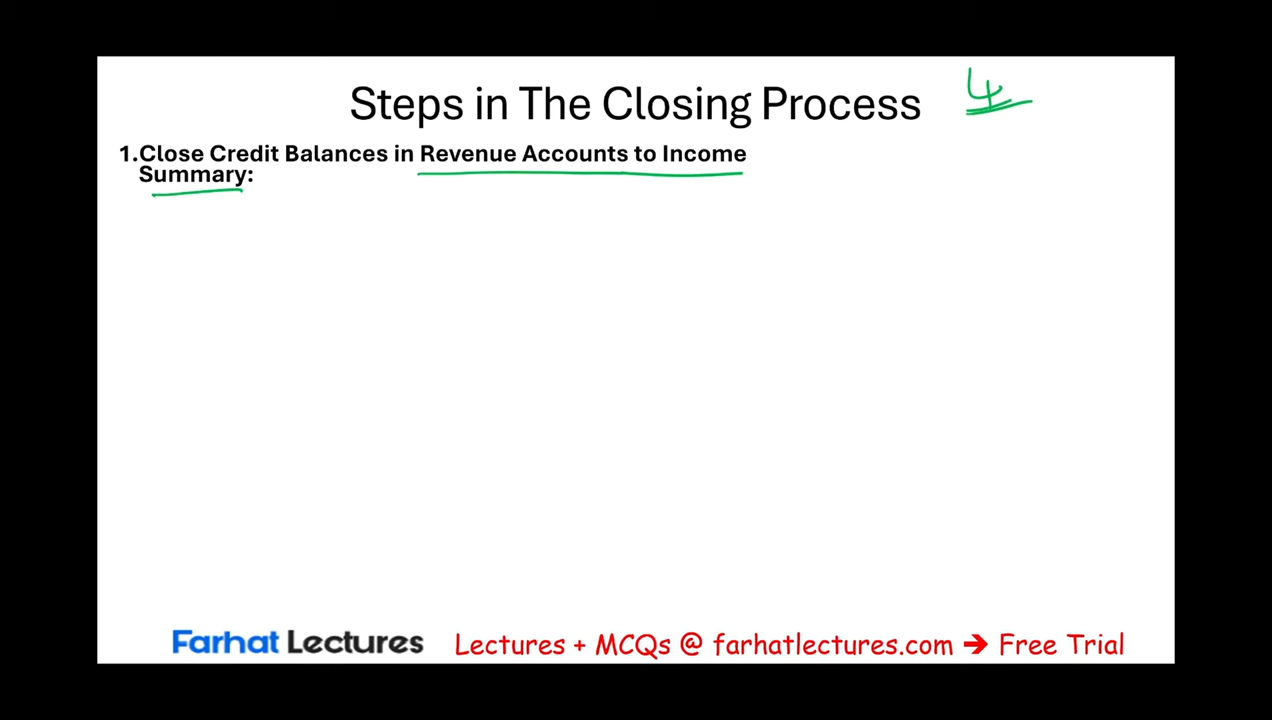 Steps in The Closing Process
4
1.Close Credit Balances in Revenue Accounts to Income
Summary:
Farhat Lectures
Lectures + MCQs @ farhatlectures.com → Free Trial